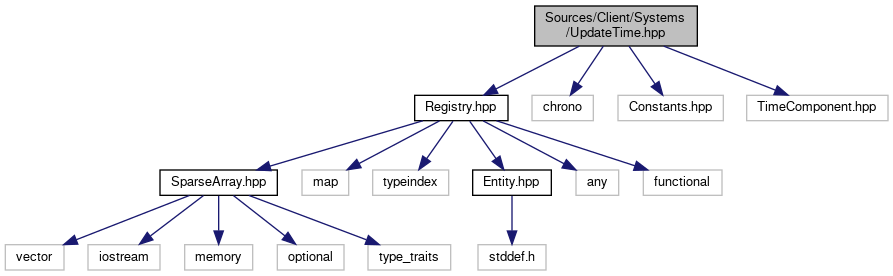 Sources/Client/Systems
/UpdateTime.hpp
Registry.hpp
chrono
Constants.hpp
TimeComponent.hpp
SparseArray.hpp
map
typeindex
Entity.hpp
any
functional
vector
iostream
memory
optional
type_traits
stddef.h